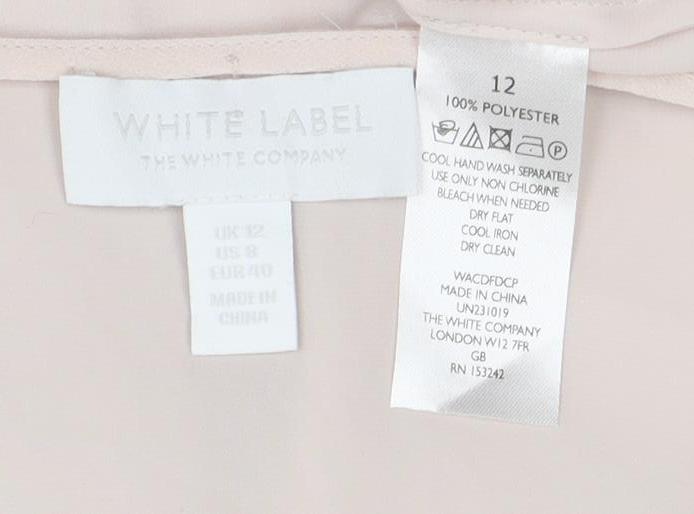 WHITE LABEL
THE WHITE COMPANY
UK 12
US 8
EUR 40
MADE IN
CHINA
12
100% POLYESTER
P
COOL HAND WASH SEPARATELY
USE ONLY NON CHLORINE
BLEACH WHEN NEEDED
DRY FLAT
COOL IRON
DRY CLEAN
WACDFDCP
MADE IN CHINA
UN231019
THE WHITE COMPANY
LONDON W12 7FR
GB
RN 153242